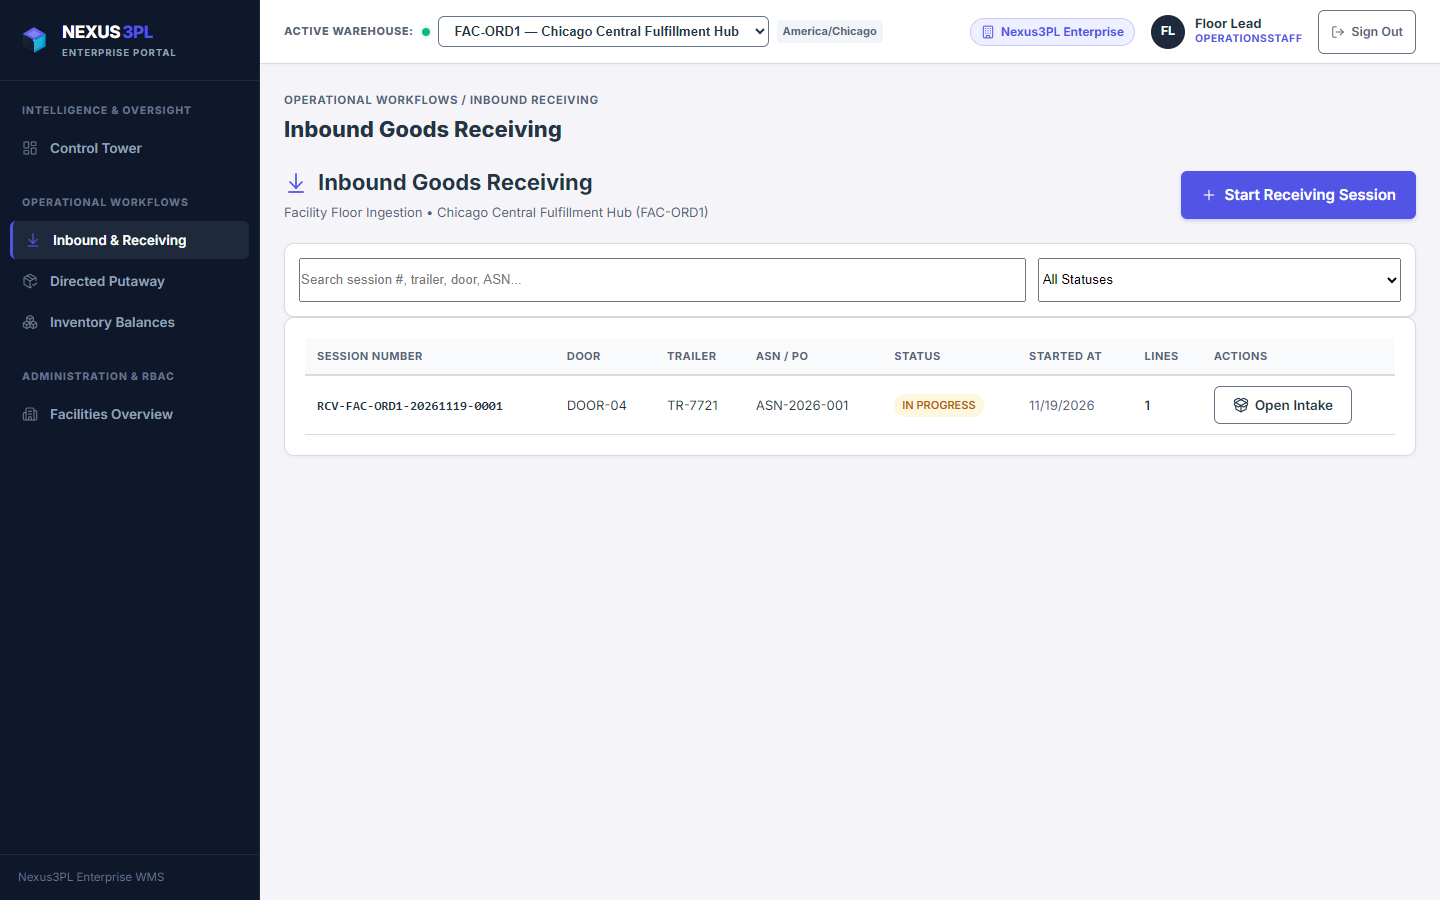 NEXUS3PL
ENTERPRISE PORTAL
INTELLIGENCE & OVERSIGHT
Control Tower
OPERATIONAL WORKFLOWS
Inbound & Receiving
Directed Putaway
Inventory Balances
ADMINISTRATION & RBAC
Facilities Overview
Nexus3PL Enterprise WMS
ACTIVE WAREHOUSE: FAC-ORD1 — Chicago Central Fulfillment Hub America/Chicago
Nexus3PL Enterprise
FL
Floor Lead
OPERATIONSSTAFF
Sign Out
OPERATIONAL WORKFLOWS / INBOUND RECEIVING
Inbound Goods Receiving
Inbound Goods Receiving
Facility Floor Ingestion • Chicago Central Fulfillment Hub (FAC-ORD1)
+ Start Receiving Session
Search session #, trailer, door, ASN...
All Statuses
SESSION NUMBER DOOR TRAILER ASN / PO STATUS STARTED AT LINES ACTIONS
RCV-FAC-ORD1-20261119-0001 DOOR-04 TR-7721 ASN-2026-001 IN PROGRESS 11/19/2026 1 Open Intake